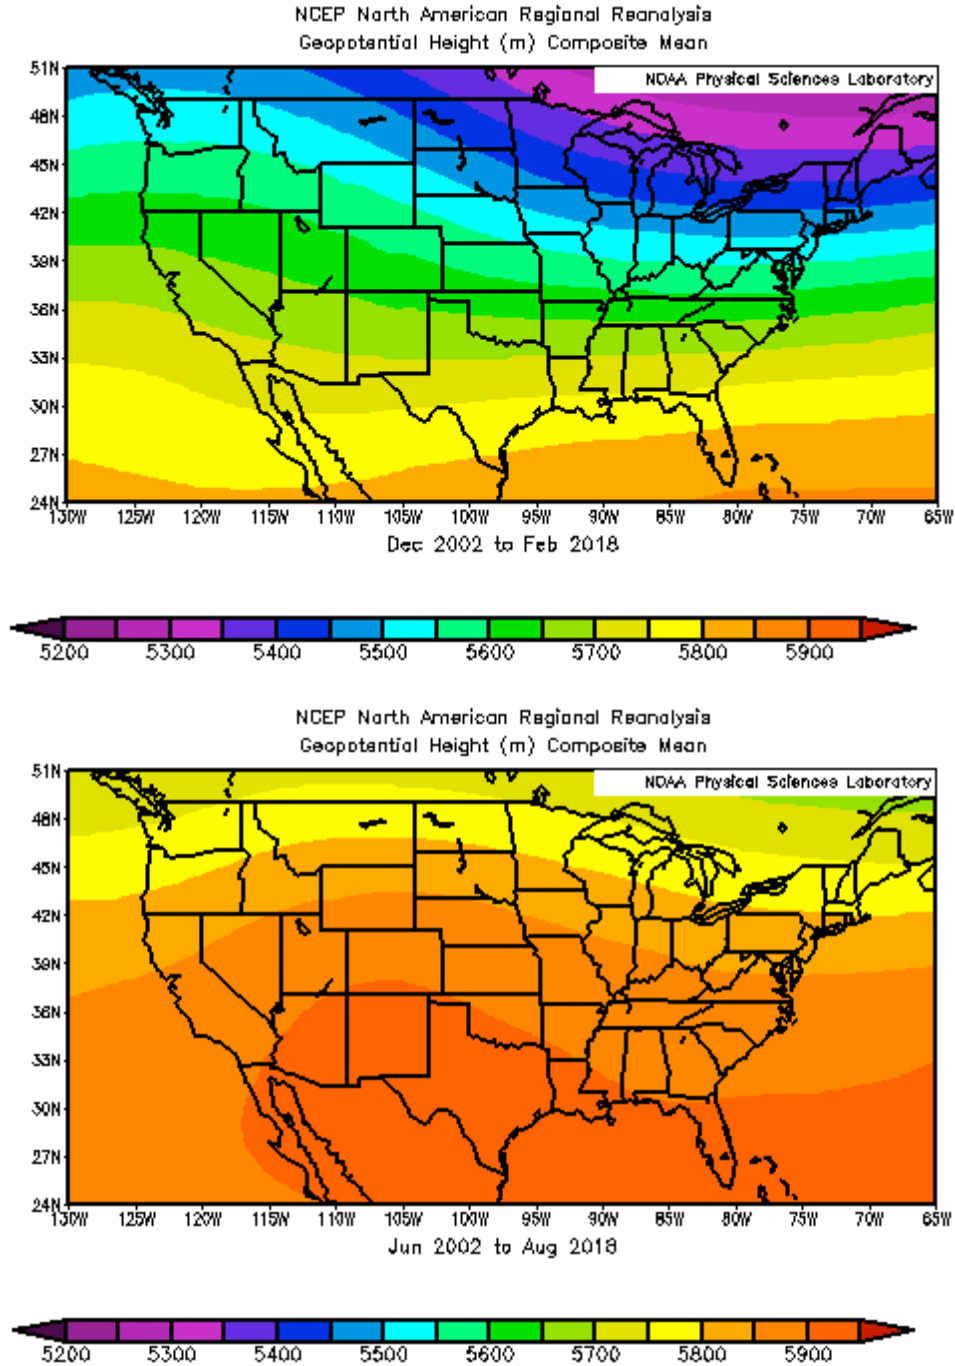 NCEP North American Regional Reanalysis
Geopotential Height (m) Composite Mean
NOAA Physical Sciences Laboratory
51N
48N
45N
42N
39N
36N
33N
30N
27N
24N
130W 125W 120W 115W 110W 105W 100W 95W 90W 85W 80W 75W 70W 65W
Dec 2002 to Feb 2018
5200 5300 5400 5500 5600 5700 5800 5900
NCEP North American Regional Reanalysis
Geopotential Height (m) Composite Mean
NOAA Physical Sciences Laboratory
51N
48N
45N
42N
39N
36N
33N
30N
27N
24N
130W 125W 120W 115W 110W 105W 100W 95W 90W 85W 80W 75W 70W 65W
Jun 2002 to Aug 2018
5200 5300 5400 5500 5600 5700 5800 5900